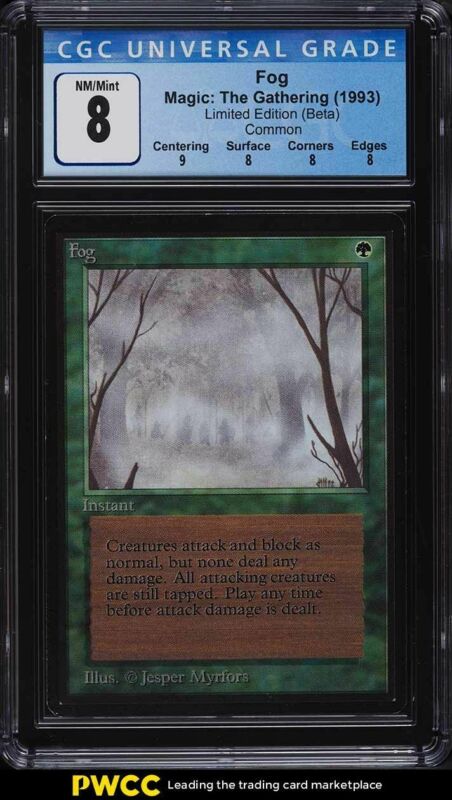 CGC UNIVERSAL GRADE
NM/Mint
8
Fog
Magic: The Gathering (1993)
Limited Edition (Beta)
Common
Centering Surface Corners Edges
9 8 8 8
Fog
Instant
Creatures attack and block as
normal, but none deal any
damage. All attacking creatures
are still tapped. Play any time
before attack damage is dealt.
Illus. © Jesper Myrfors
PWCC Leading the trading card marketplace